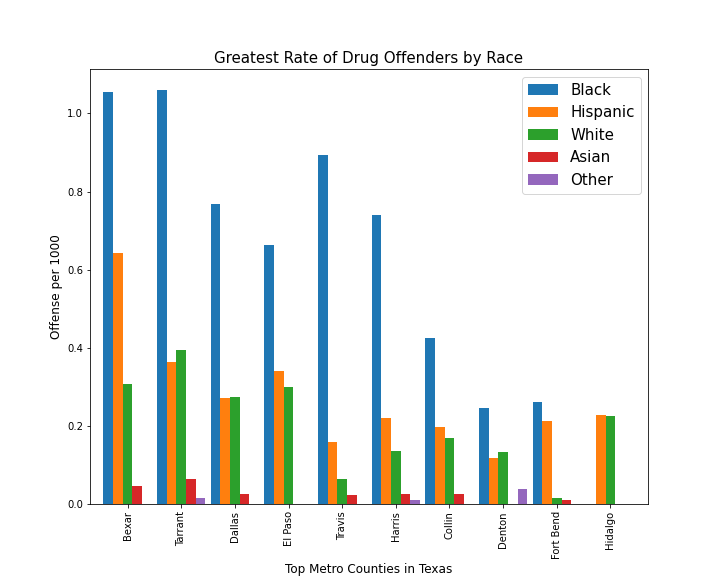 Greatest Rate of Drug Offenders by Race
Black
Hispanic
White
Asian
Other
Offense per 1000
1.0
0.8
0.6
0.4
0.2
0.0
Bexar
Tarrant
Dallas
El Paso
Travis
Harris
Collin
Denton
Fort Bend
Hidalgo
Top Metro Counties in Texas